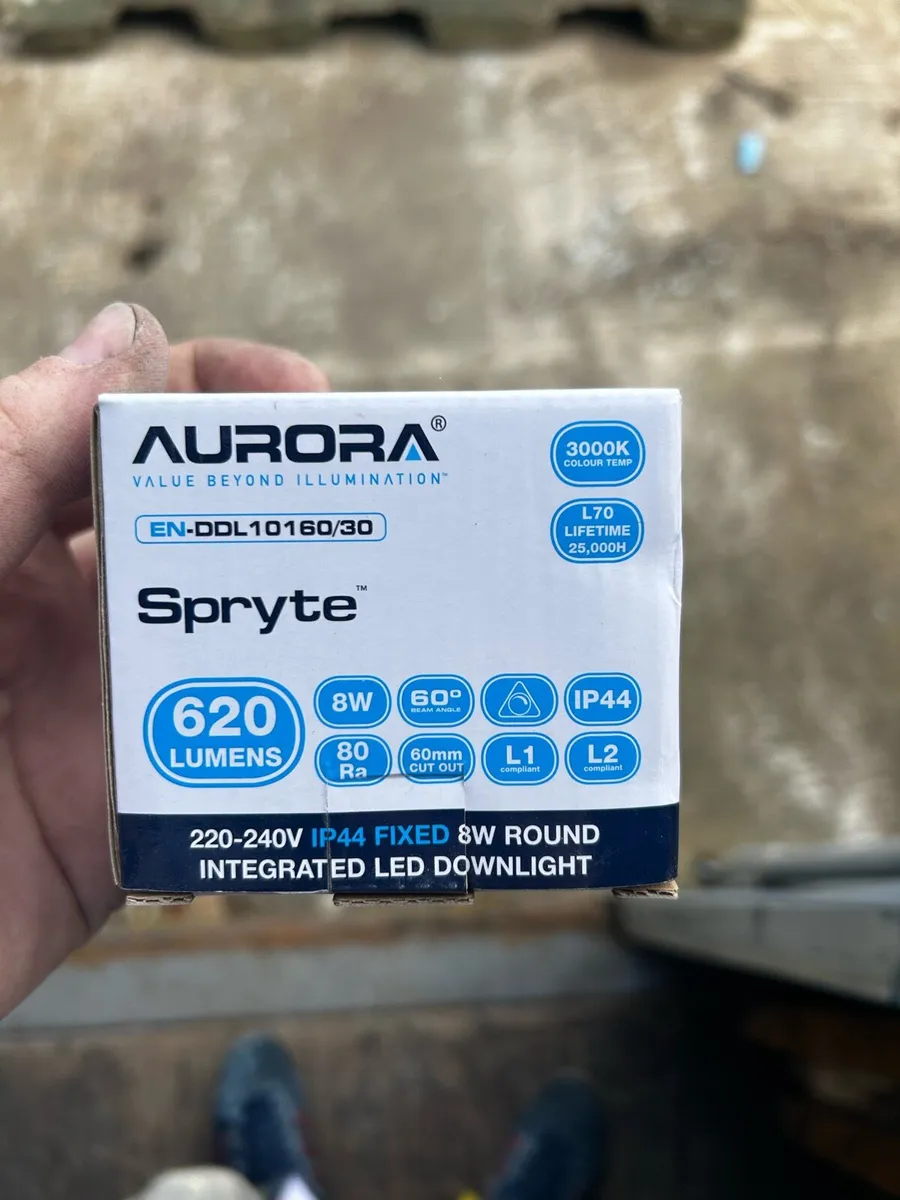 AURORA®
VALUE BEYOND ILLUMINATION™
EN-DDL10160/30
Spryte™
3000K
COLOUR TEMP
L70
LIFETIME
25,000H
620
LUMENS
8W
60º
BEAM ANGLE
IP44
80
Ra
60mm
CUT OUT
L1
compliant
L2
compliant
220-240V IP44 FIXED 8W ROUND
INTEGRATED LED DOWNLIGHT